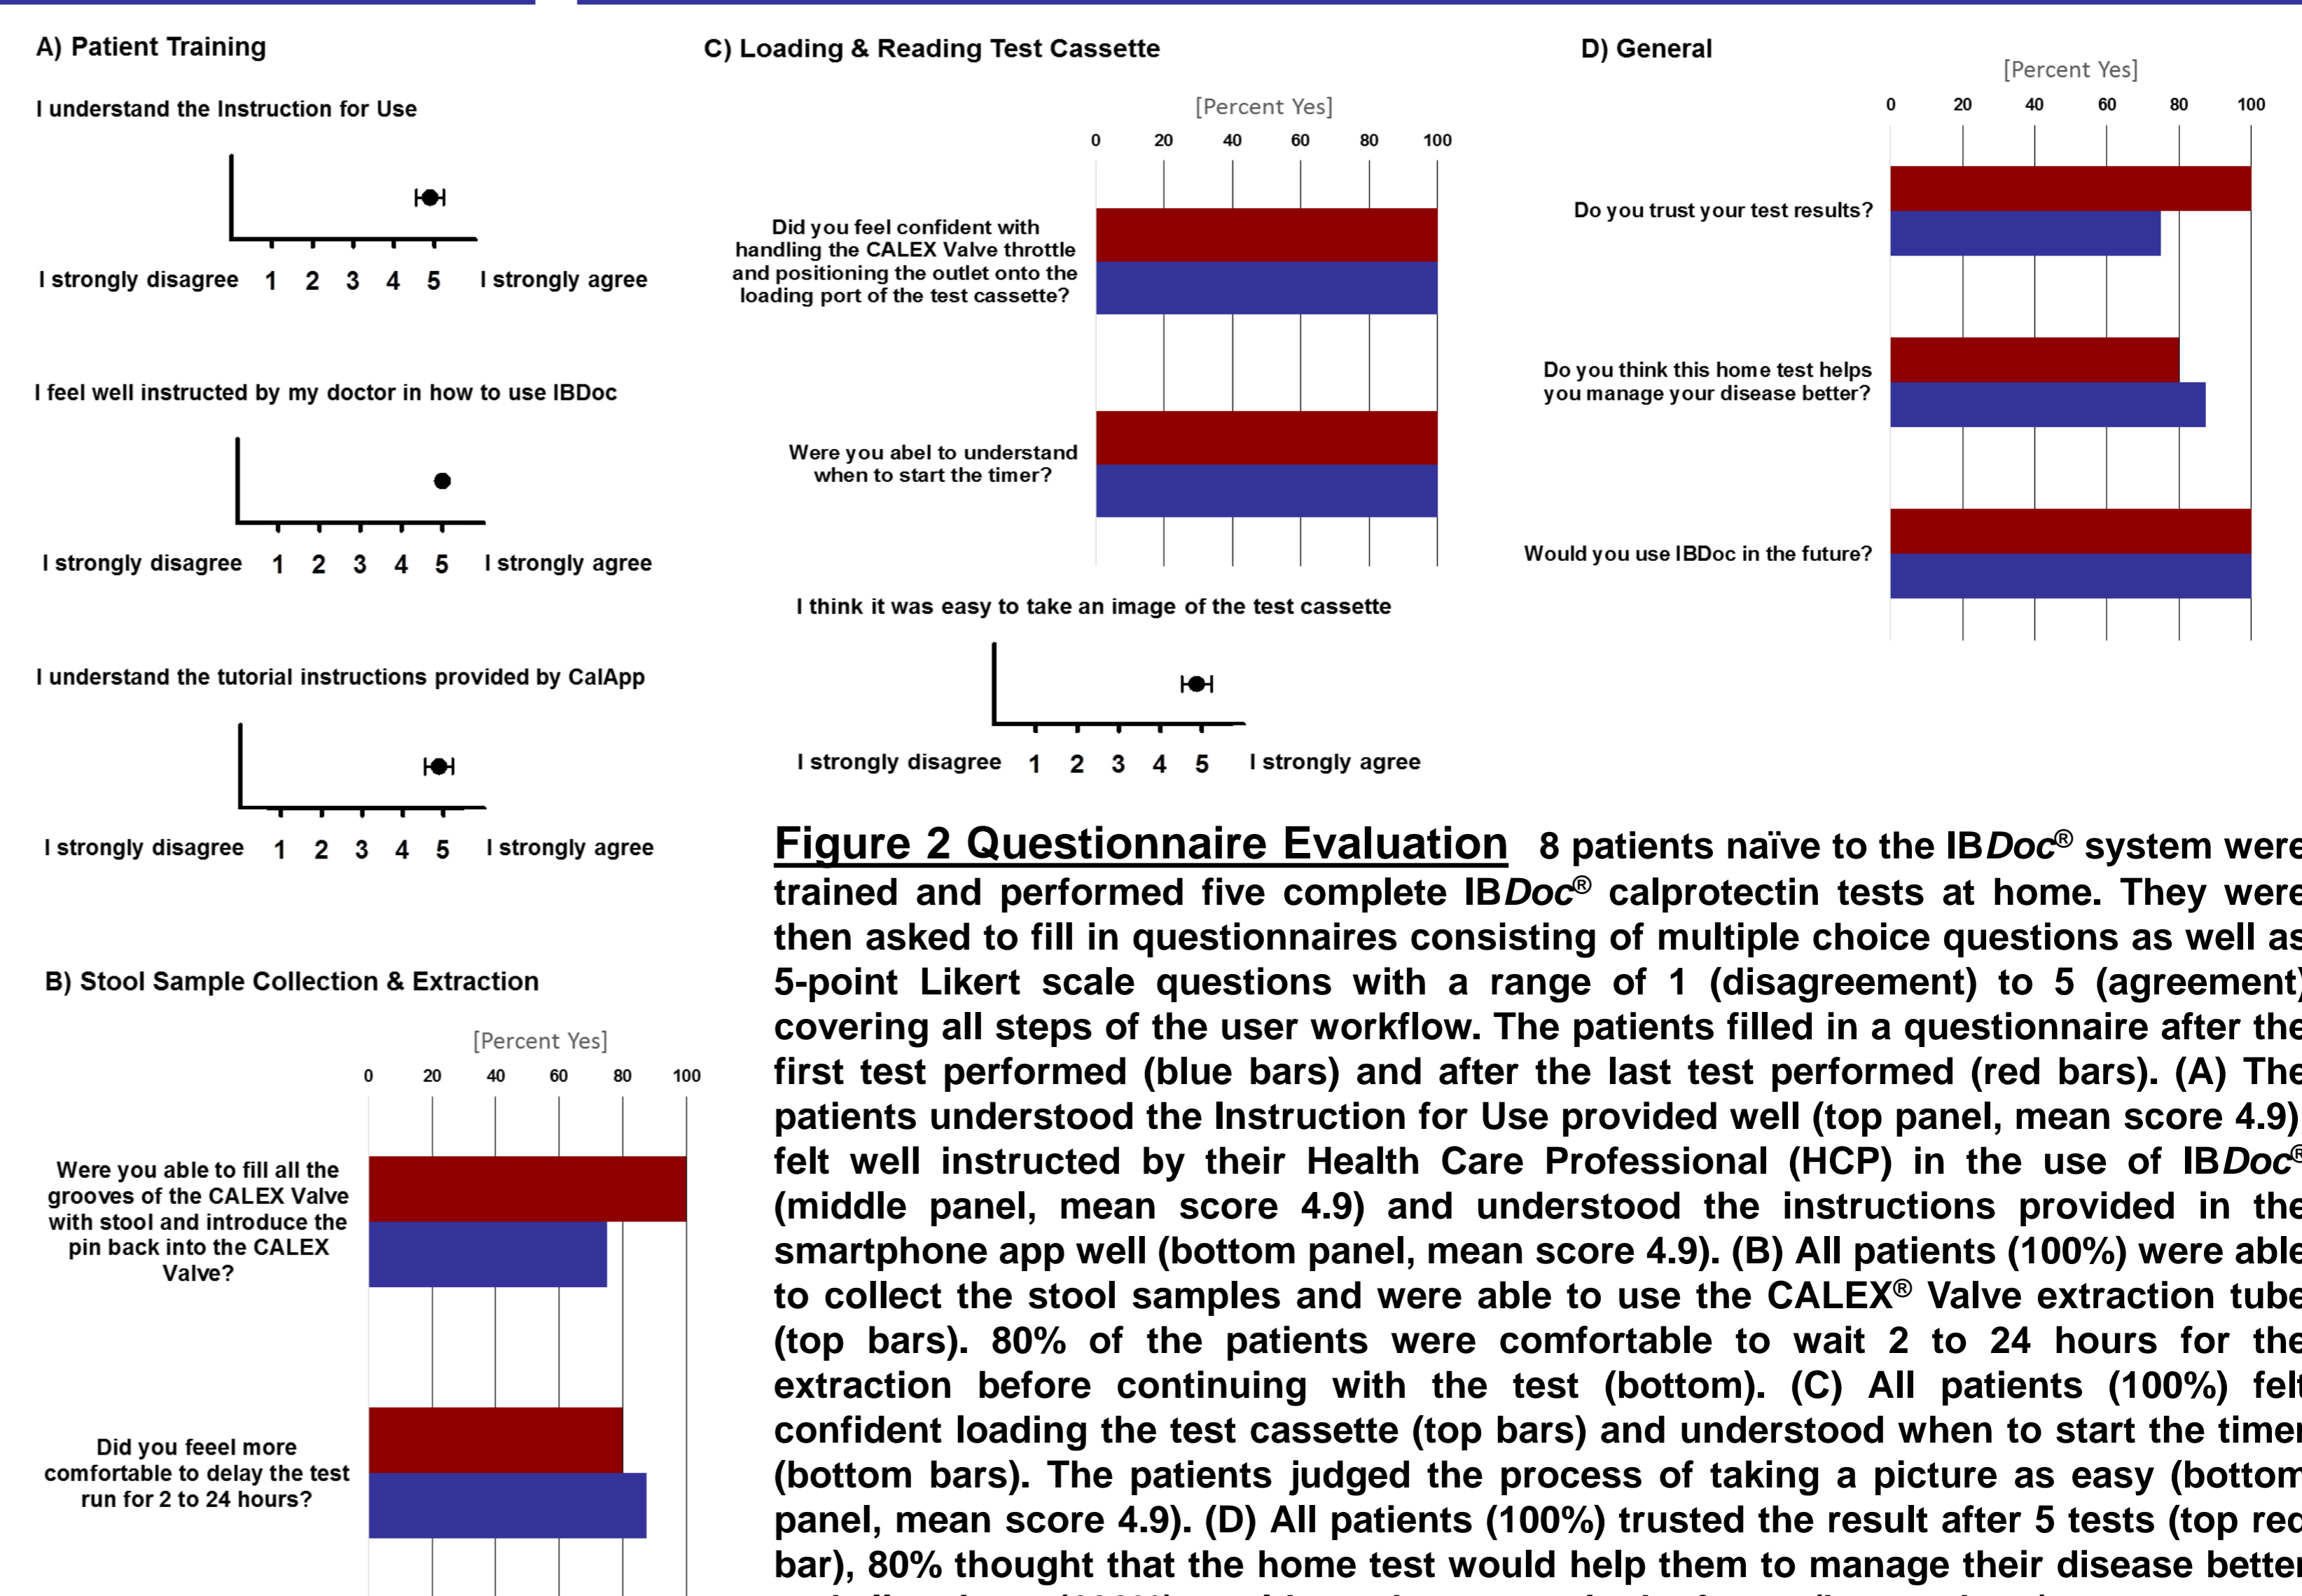 A) Patient Training
I understand the Instruction for Use
I strongly disagree 1 2 3 4 5 I strongly agree
I feel well instructed by my doctor in how to use IBDoc
I strongly disagree 1 2 3 4 5 I strongly agree
I understand the tutorial instructions provided by CalApp
I strongly disagree 1 2 3 4 5 I strongly agree
B) Stool Sample Collection & Extraction
[Percent Yes]
0 20 40 60 80 100
Were you able to fill all the
grooves of the CALEX Valve
with stool and introduce the
pin back into the CALEX
Valve?
Did you feeel more
comfortable to delay the test
run for 2 to 24 hours?
C) Loading & Reading Test Cassette
[Percent Yes]
0 20 40 60 80 100
Did you feel confident with
handling the CALEX Valve throttle
and positioning the outlet onto the
loading port of the test cassette?
Were you abel to understand
when to start the timer?
I think it was easy to take an image of the test cassette
I strongly disagree 1 2 3 4 5 I strongly agree
D) General
[Percent Yes]
0 20 40 60 80 100
Do you trust your test results?
Do you think this home test helps
you manage your disease better?
Would you use IBDoc in the future?
Figure 2 Questionnaire Evaluation 8 patients naïve to the IBDoc® system were
trained and performed five complete IBDoc® calprotectin tests at home. They were
then asked to fill in questionnaires consisting of multiple choice questions as well as
5-point Likert scale questions with a range of 1 (disagreement) to 5 (agreement)
covering all steps of the user workflow. The patients filled in a questionnaire after the
first test performed (blue bars) and after the last test performed (red bars). (A) The
patients understood the Instruction for Use provided well (top panel, mean score 4.9)
felt well instructed by their Health Care Professional (HCP) in the use of IBDoc®
(middle panel, mean score 4.9) and understood the instructions provided in the
smartphone app well (bottom panel, mean score 4.9). (B) All patients (100%) were able
to collect the stool samples and were able to use the CALEX® Valve extraction tube
(top bars). 80% of the patients were comfortable to wait 2 to 24 hours for the
extraction before continuing with the test (bottom). (C) All patients (100%) felt
confident loading the test cassette (top bars) and understood when to start the timer
(bottom bars). The patients judged the process of taking a picture as easy (bottom
panel, mean score 4.9). (D) All patients (100%) trusted the result after 5 tests (top red
bar), 80% thought that the home test would help them to manage their disease better